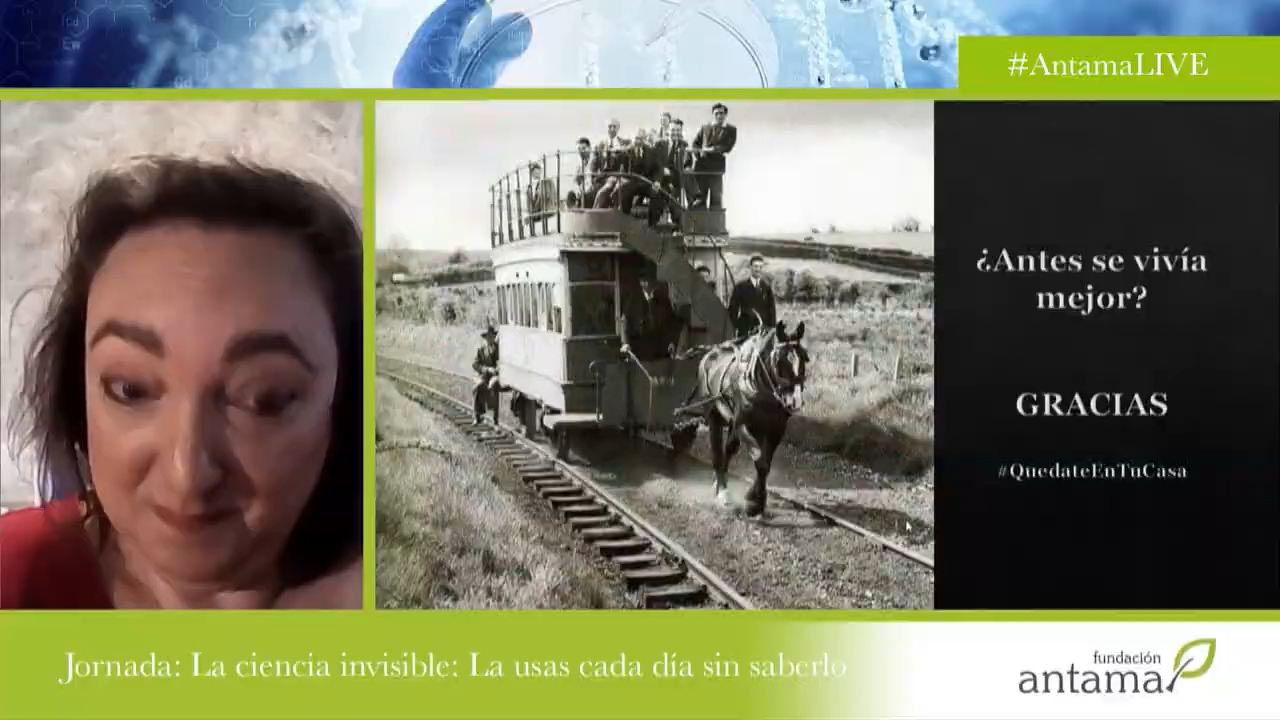 #AntamaLIVE
¿Antes se vivía
mejor?
GRACIAS
#QuedateEnTuCasa
Jornada: La ciencia invisible: La usas cada día sin saberlo
fundación
antama